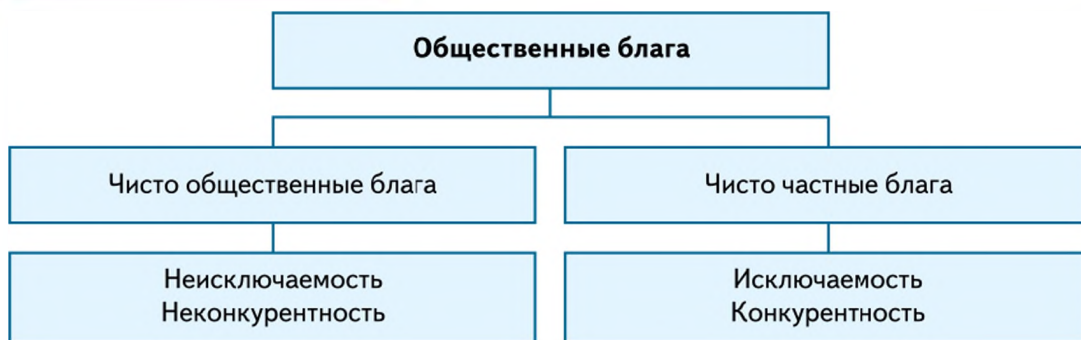 Общественные блага
Чисто общественные блага
Чисто частные блага
Неисключаемость
Неконкурентность
Исключаемость
Конкурентность